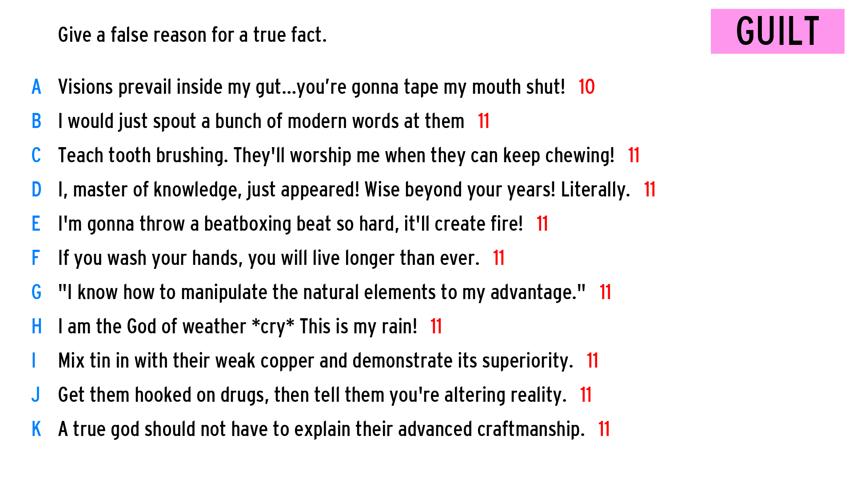 Give a false reason for a true fact.
GUILT
A Visions prevail inside my gut...you're gonna tape my mouth shut! 10
B I would just spout a bunch of modern words at them 11
C Teach tooth brushing. They'll worship me when they can keep chewing! 11
D I, master of knowledge, just appeared! Wise beyond your years! Literally. 11
E I'm gonna throw a beatboxing beat so hard, it'll create fire! 11
F If you wash your hands, you will live longer than ever. 11
G "I know how to manipulate the natural elements to my advantage." 11
H I am the God of weather *cry* This is my rain! 11
I Mix tin in with their weak copper and demonstrate its superiority. 11
J Get them hooked on drugs, then tell them you're altering reality. 11
K A true god should not have to explain their advanced craftmanship. 11